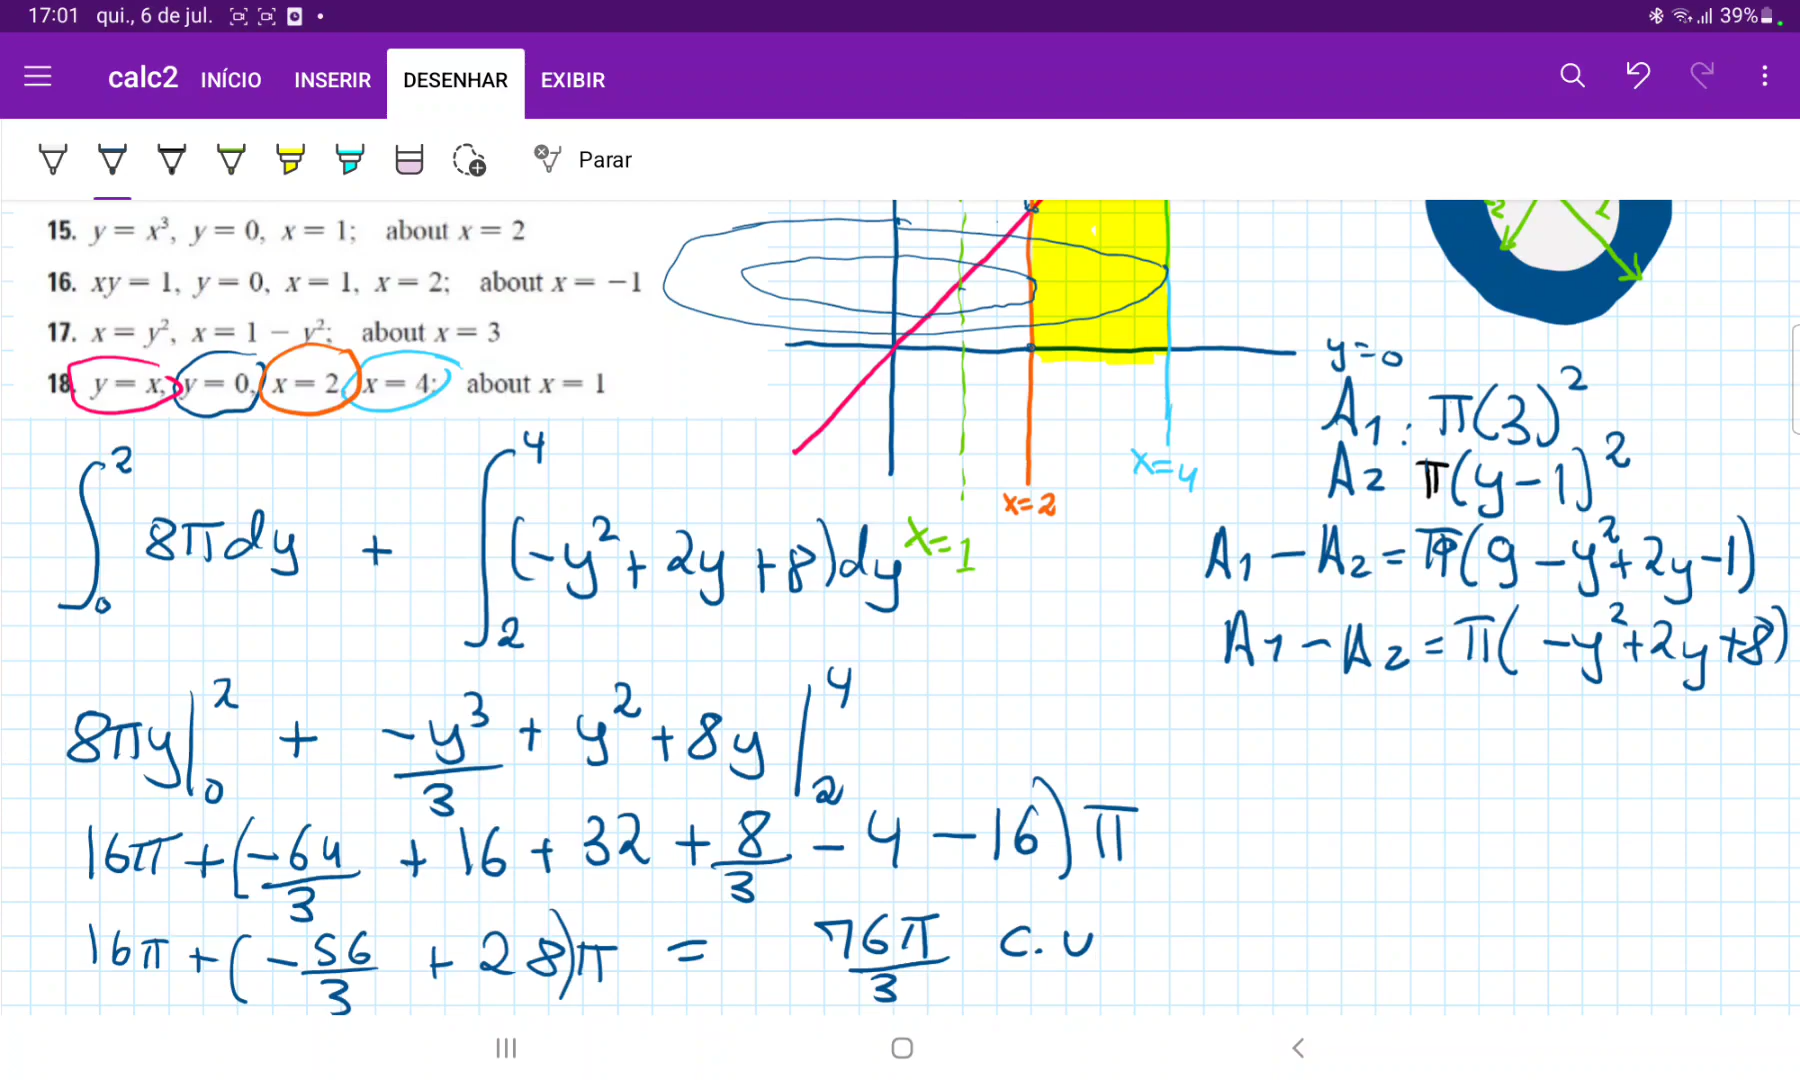 17:01 qui., 6 de jul. 39%
calc2 INÍCIO INSERIR DESENHAR EXIBIR
Parar
15. y = x³, y = 0, x = 1; about x = 2
16. xy = 1, y = 0, x = 1, x = 2; about x = −1
17. x = y², x = 1 − y²; about x = 3
18. y = x, y = 0, x = 2, x = 4; about x = 1
y=0
x=4
x=2
x=1
A1: π(3)²
A2 π(y−1)²
A1 − A2 = π(9 − y² + 2y − 1)
A1 − A2 = π( −y² + 2y + 8)
∫₀² 8π dy + ∫₂⁴ (−y² + 2y + 8) dy
8πy|₀² + −y³/3 + y² + 8y |₂⁴
16π + (−64/3 + 16 + 32 + 8/3 − 4 − 16) π
16π + (−56/3 + 28)π = 76π/3 c.u